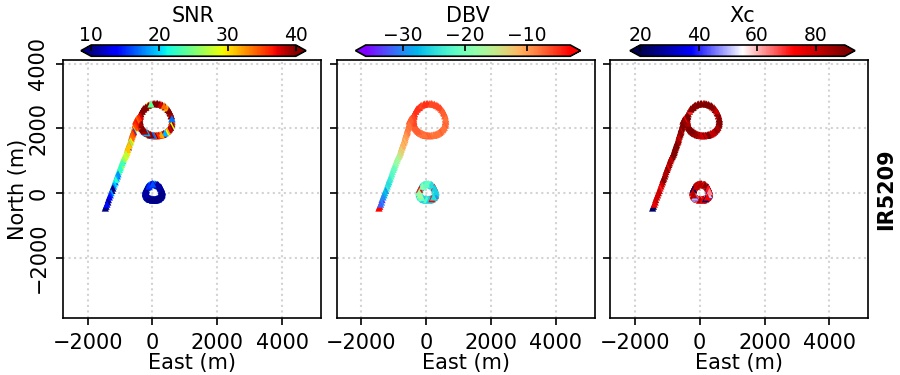 SNR DBV Xc
10 20 30 40 −30 −20 −10 20 40 60 80
4000
2000
0
−2000
North (m)
IR5209
−2000 0 2000 4000 −2000 0 2000 4000 −2000 0 2000 4000
East (m) East (m) East (m)